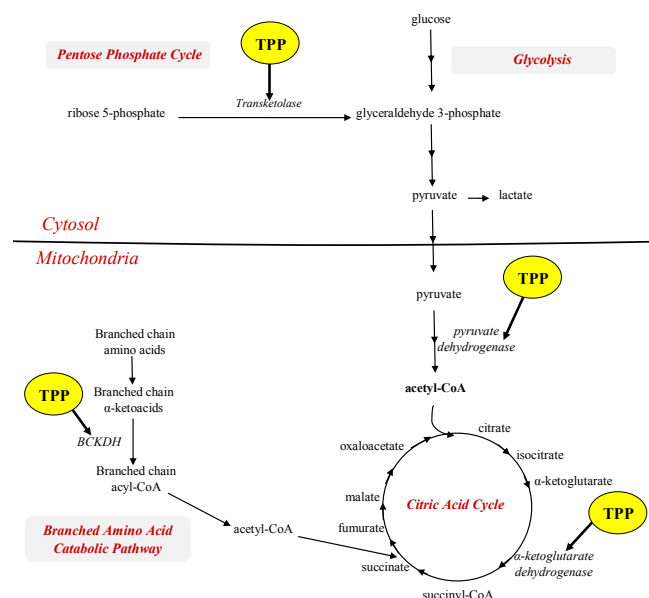 glucose
TPP
Pentose Phosphate Cycle
Glycolysis
Transketolase
ribose 5-phosphate
glyceraldehyde 3-phosphate
pyruvate
lactate
Cytosol
Mitochondria
TPP
pyruvate
pyruvate
dehydrogenase
Branched chain
amino acids
TPP
Branched chain
α-ketoacids
acetyl-CoA
BCKDH
citrate
oxaloacetate
isocitrate
Branched chain
acyl-CoA
α-ketoglutarate
malate
Citric Acid Cycle
TPP
Branched Amino Acid
Catabolic Pathway
acetyl-CoA
fumurate
α-ketoglutarate
dehydrogenase
succinate
succinyl-CoA